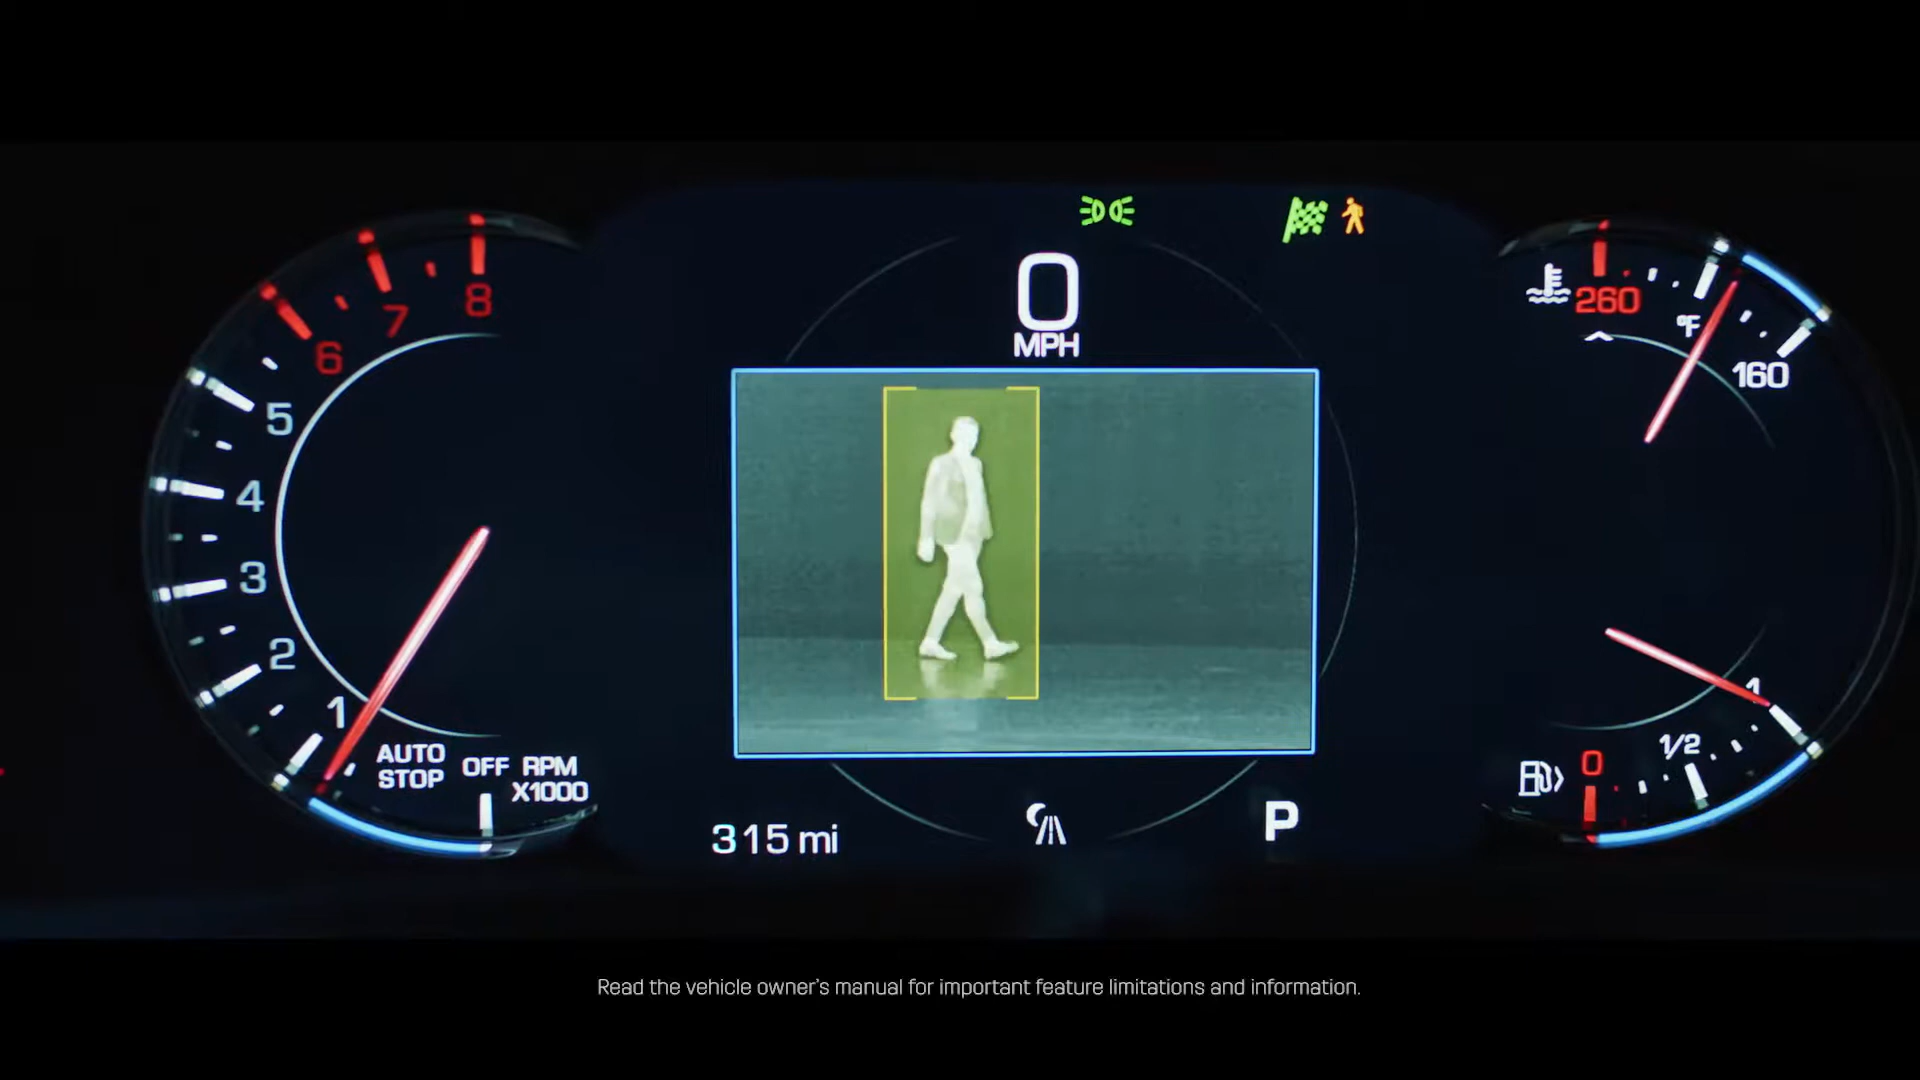 0
MPH
8
7
6
5
4
3
2
1
AUTO
STOP
OFF
RPM
X1000
260
°F
160
1
1/2
0
315 mi
P
Read the vehicle owner's manual for important feature limitations and information.